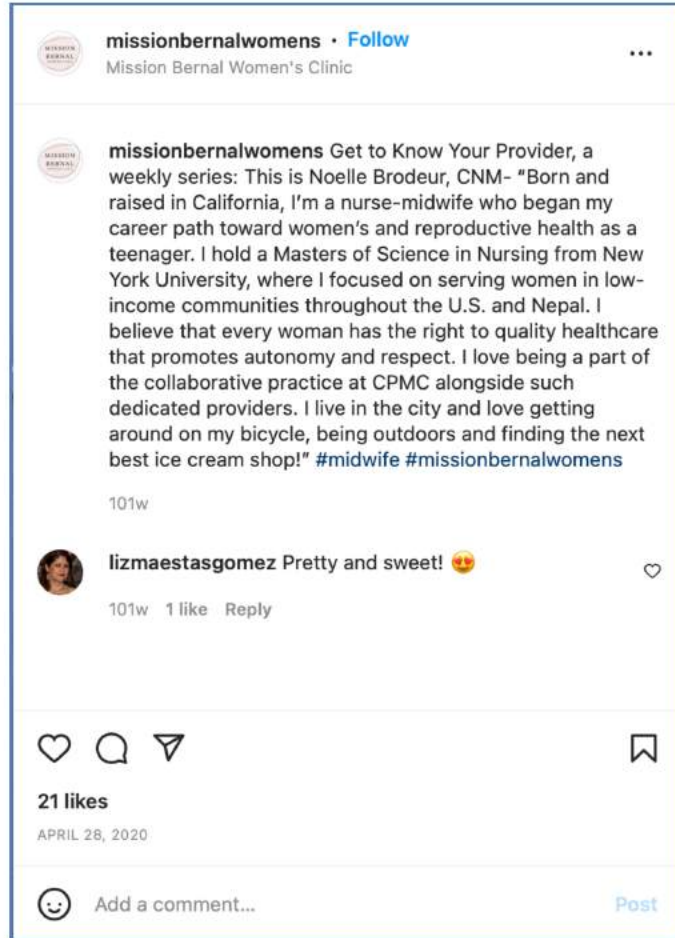 missionbernalwomens • Follow
Mission Bernal Women's Clinic
missionbernalwomens Get to Know Your Provider, a
weekly series: This is Noelle Brodeur, CNM- “Born and
raised in California, I’m a nurse-midwife who began my
career path toward women’s and reproductive health as a
teenager. I hold a Masters of Science in Nursing from New
York University, where I focused on serving women in low-
income communities throughout the U.S. and Nepal. I
believe that every woman has the right to quality healthcare
that promotes autonomy and respect. I love being a part of
the collaborative practice at CPMC alongside such
dedicated providers. I live in the city and love getting
around on my bicycle, being outdoors and finding the next
best ice cream shop!” #midwife #missionbernalwomens
101w
lizmaestasgomez Pretty and sweet! 😍
101w 1 like Reply
21 likes
APRIL 28, 2020
Add a comment... Post